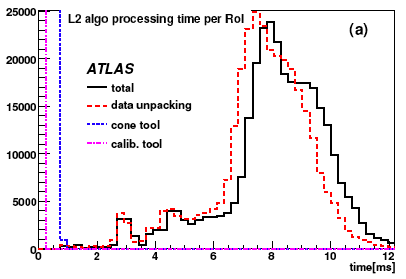 L2 algo processing time per RoI
(a)
ATLAS
total
data unpacking
cone tool
calib. tool
25000
20000
15000
10000
5000
0
0 2 4 6 8 10 12
time[ms]